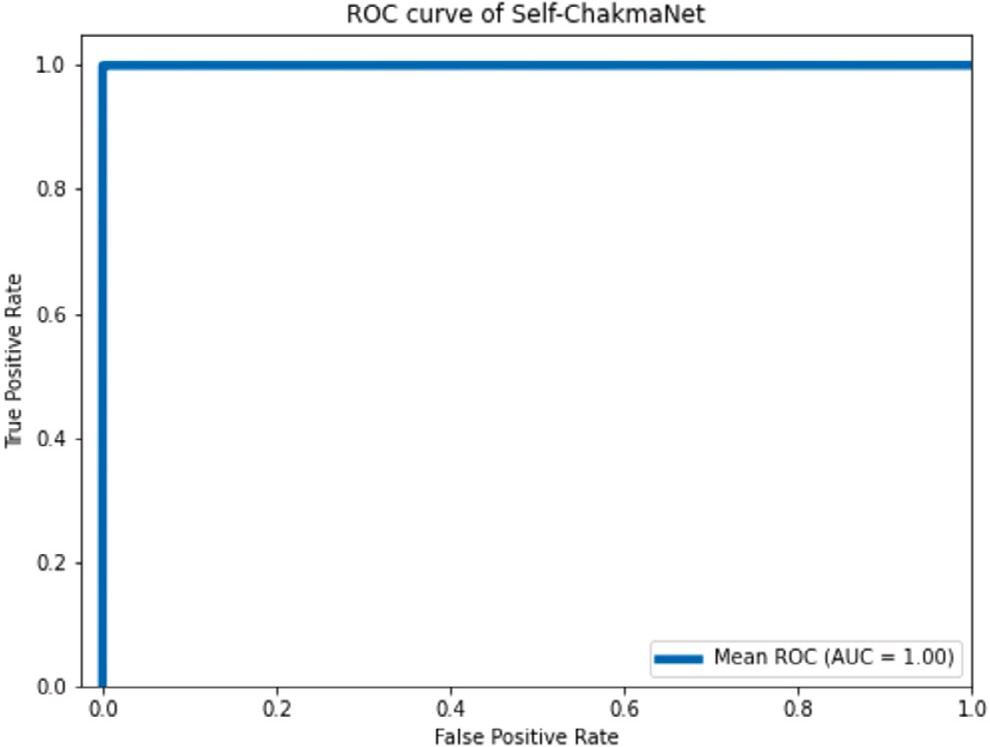 ROC curve of Self-ChakmaNet
1.0
0.8
0.6
0.4
0.2
0.0
True Positive Rate
Mean ROC (AUC = 1.00)
0.0 0.2 0.4 0.6 0.8 1.0
False Positive Rate